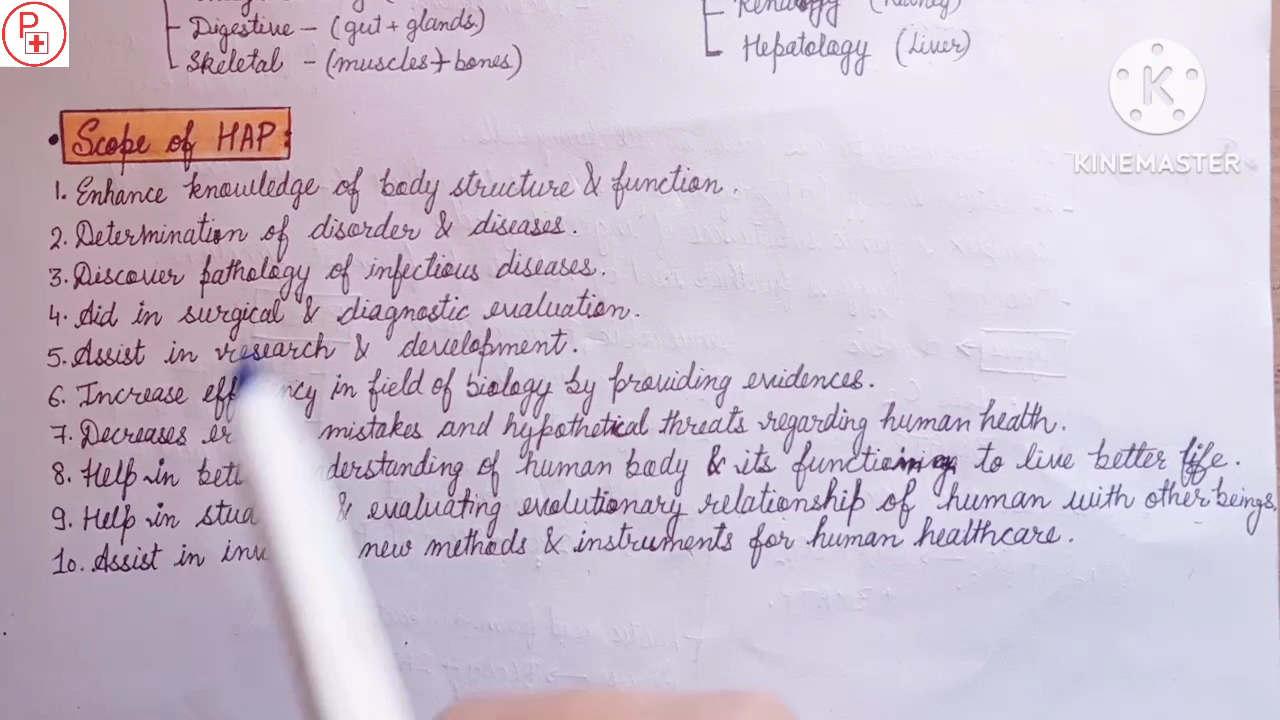 Digestive - (gut + glands)
Skeletal - (muscles + bones)
Hepatology (Liver)
P
KINEMASTER
K
• Scope of HAP:
1. Enhance knowledge of body structure & function.
2. Determination of disorder & diseases.
3. Discover pathology of infectious diseases.
4. Aid in surgical & diagnostic evaluation.
5. Assist in research & development.
6. Increase in field of biology by providing evidences.
7. Decreases mistakes and hypothetical threats regarding human health.
8. Help in of human body & its functioning to live better life.
9. Help in & evaluating evolutionary relationship of human with other beings.
10. Assist in new methods & instruments for human healthcare.